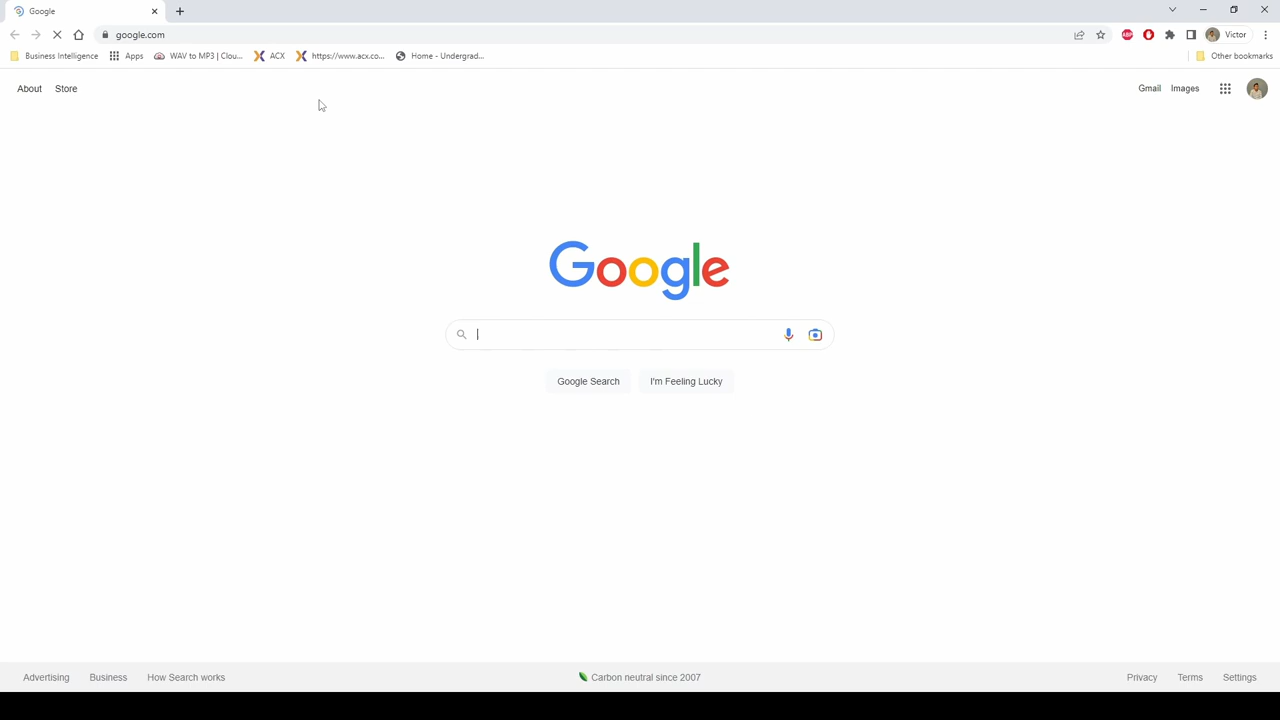 Google
google.com
Victor
Business Intelligence Apps WAV to MP3 | Clou... ACX https://www.acx.co... Home - Undergrad... Other bookmarks
About Store Gmail Images
Google
Google Search I'm Feeling Lucky
Advertising Business How Search works Carbon neutral since 2007 Privacy Terms Settings